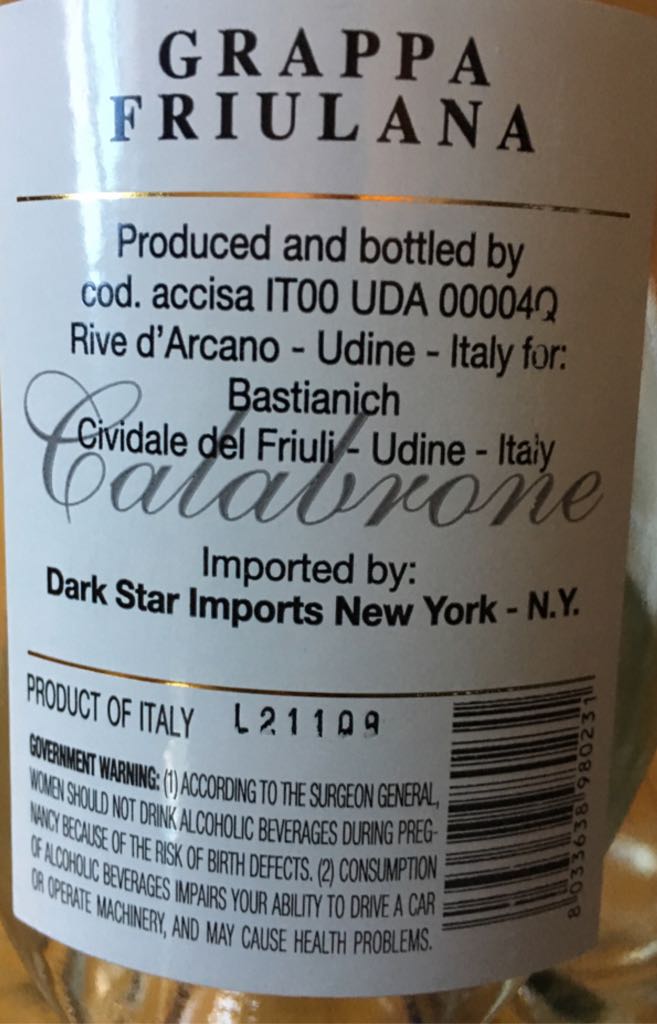 GRAPPA
FRIULANA
Produced and bottled by
cod. accisa IT00 UDA 00004Q
Rive d'Arcano - Udine - Italy for:
Bastianich
Cividale del Friuli - Udine - Italy
Calabrone
Imported by:
Dark Star Imports New York - N.Y.
PRODUCT OF ITALY L21109
GOVERNMENT WARNING: (1) ACCORDING TO THE SURGEON GENERAL,
WOMEN SHOULD NOT DRINK ALCOHOLIC BEVERAGES DURING PREG-
NANCY BECAUSE OF THE RISK OF BIRTH DEFECTS. (2) CONSUMPTION
OF ALCOHOLIC BEVERAGES IMPAIRS YOUR ABILITY TO DRIVE A CAR
OR OPERATE MACHINERY, AND MAY CAUSE HEALTH PROBLEMS.
8 033638 980231